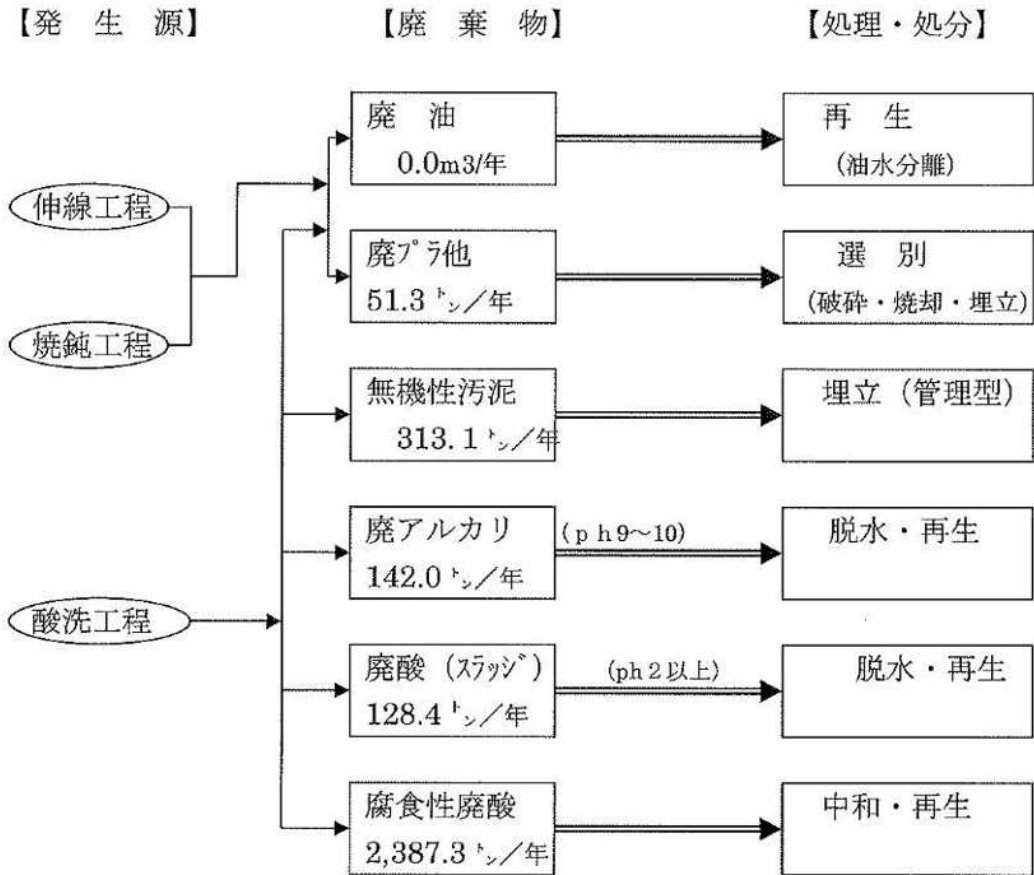 【発生源】 【廃棄物】 【処理・処分】
廃油
0.0m3/年
再生
(油水分離)
伸線工程
廃プラ他
51.3 トン／年
選別
(破砕・焼却・埋立)
焼鈍工程
無機性汚泥
313.1 トン／年
埋立（管理型）
廃アルカリ
142.0 トン／年
(ph9～10)
脱水・再生
酸洗工程
廃酸（スラッジ）
128.4 トン／年
(ph２以上)
脱水・再生
腐食性廃酸
2,387.3 トン／年
中和・再生